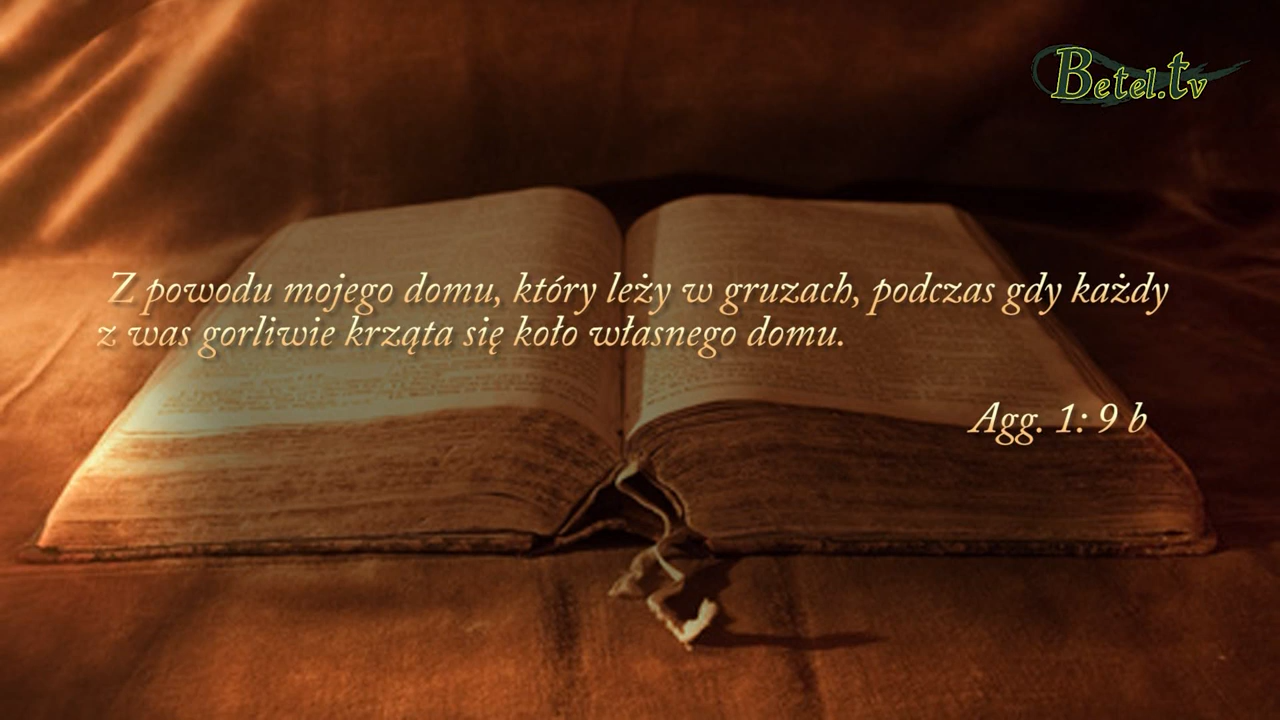 Betel.tv
Z powodu mojego domu, który leży w gruzach, podczas gdy każdy
z was gorliwie krząta się koło własnego domu.
Agg. 1: 9 b